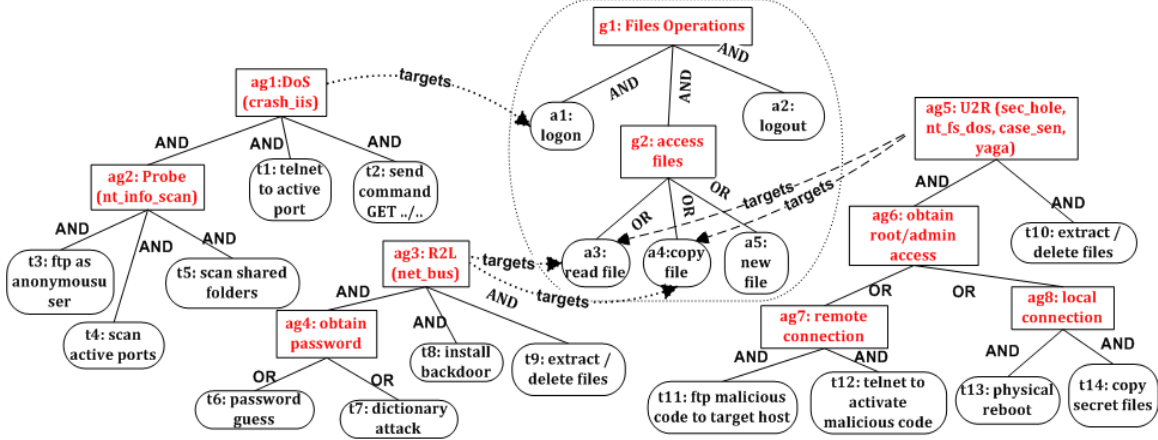 g1: Files Operations
AND
AND
AND
a1:
logon
a2:
logout
g2: access
files
OR
OR
OR
a3:
read file
a4:copy
file
a5:
new
file
ag1:DoS
(crash_iis)
targets
AND
AND
AND
ag2: Probe
(nt_info_scan)
t1: telnet
to active
port
t2: send
command
GET ../..
AND
AND
AND
t3: ftp as
anonymousu
ser
t4: scan
active ports
t5: scan shared
folders
ag3: R2L
(net_bus)
targets
targets
AND
AND
AND
ag4: obtain
password
t8: install
backdoor
t9: extract /
delete files
OR
OR
t6: password
guess
t7: dictionary
attack
ag5: U2R (sec_hole,
nt_fs_dos, case_sen,
yaga)
targets
targets
AND
AND
ag6: obtain
root/admin
access
t10: extract /
delete files
OR
OR
ag7: remote
connection
ag8: local
connection
AND
AND
t11: ftp malicious
code to target host
t12: telnet to
activate
malicious code
AND
AND
t13: physical
reboot
t14: copy
secret files